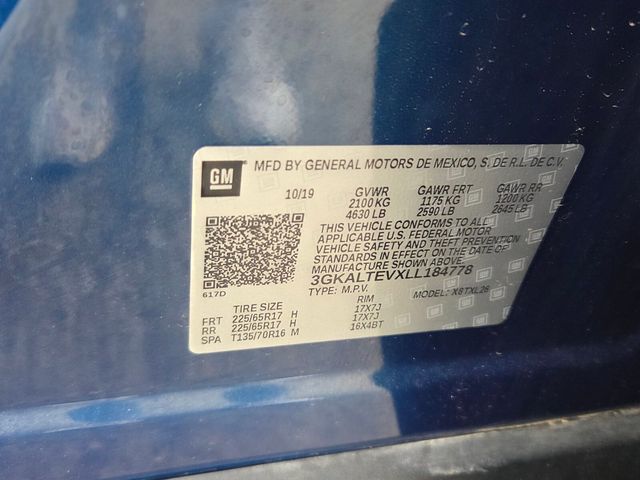 GM MFD BY GENERAL MOTORS DE MEXICO, S. DE R.L. DE C.V.
10/19 GVWR GAWR FRT GAWR RR
2100 KG 1175 KG 1200 KG
4630 LB 2590 LB 2645 LB
THIS VEHICLE CONFORMS TO ALL
APPLICABLE U.S. FEDERAL MOTOR
VEHICLE SAFETY AND THEFT PREVENTION
STANDARDS IN EFFECT ON THE DATE OF
MANUFACTURE SHOWN ABOVE.
617D
3GKALTEVXLL184778
TYPE: M.P.V. MODEL: X8TXL26
TIRE SIZE RIM
FRT 225/65R17 H 17X7J
RR 225/65R17 H 17X7J
SPA T135/70R16 M 16X4BT